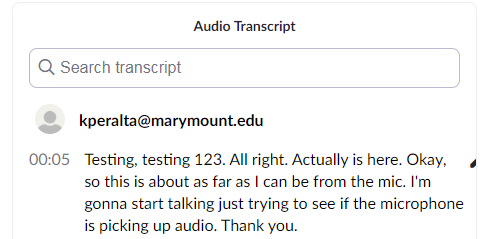 Audio Transcript
Search transcript
kperalta@marymount.edu
00:05 Testing, testing 123. All right. Actually is here. Okay,
so this is about as far as I can be from the mic. I'm
gonna start talking just trying to see if the microphone
is picking up audio. Thank you.